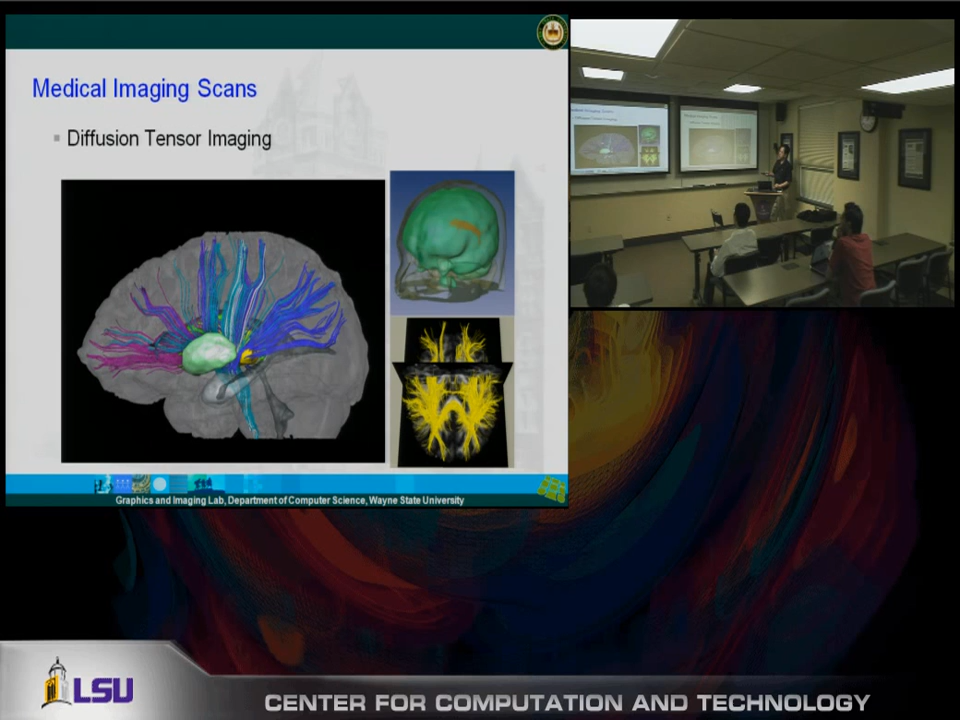 Medical Imaging Scans
Diffusion Tensor Imaging
Graphics and Imaging Lab, Department of Computer Science, Wayne State University
LSU
CENTER FOR COMPUTATION AND TECHNOLOGY